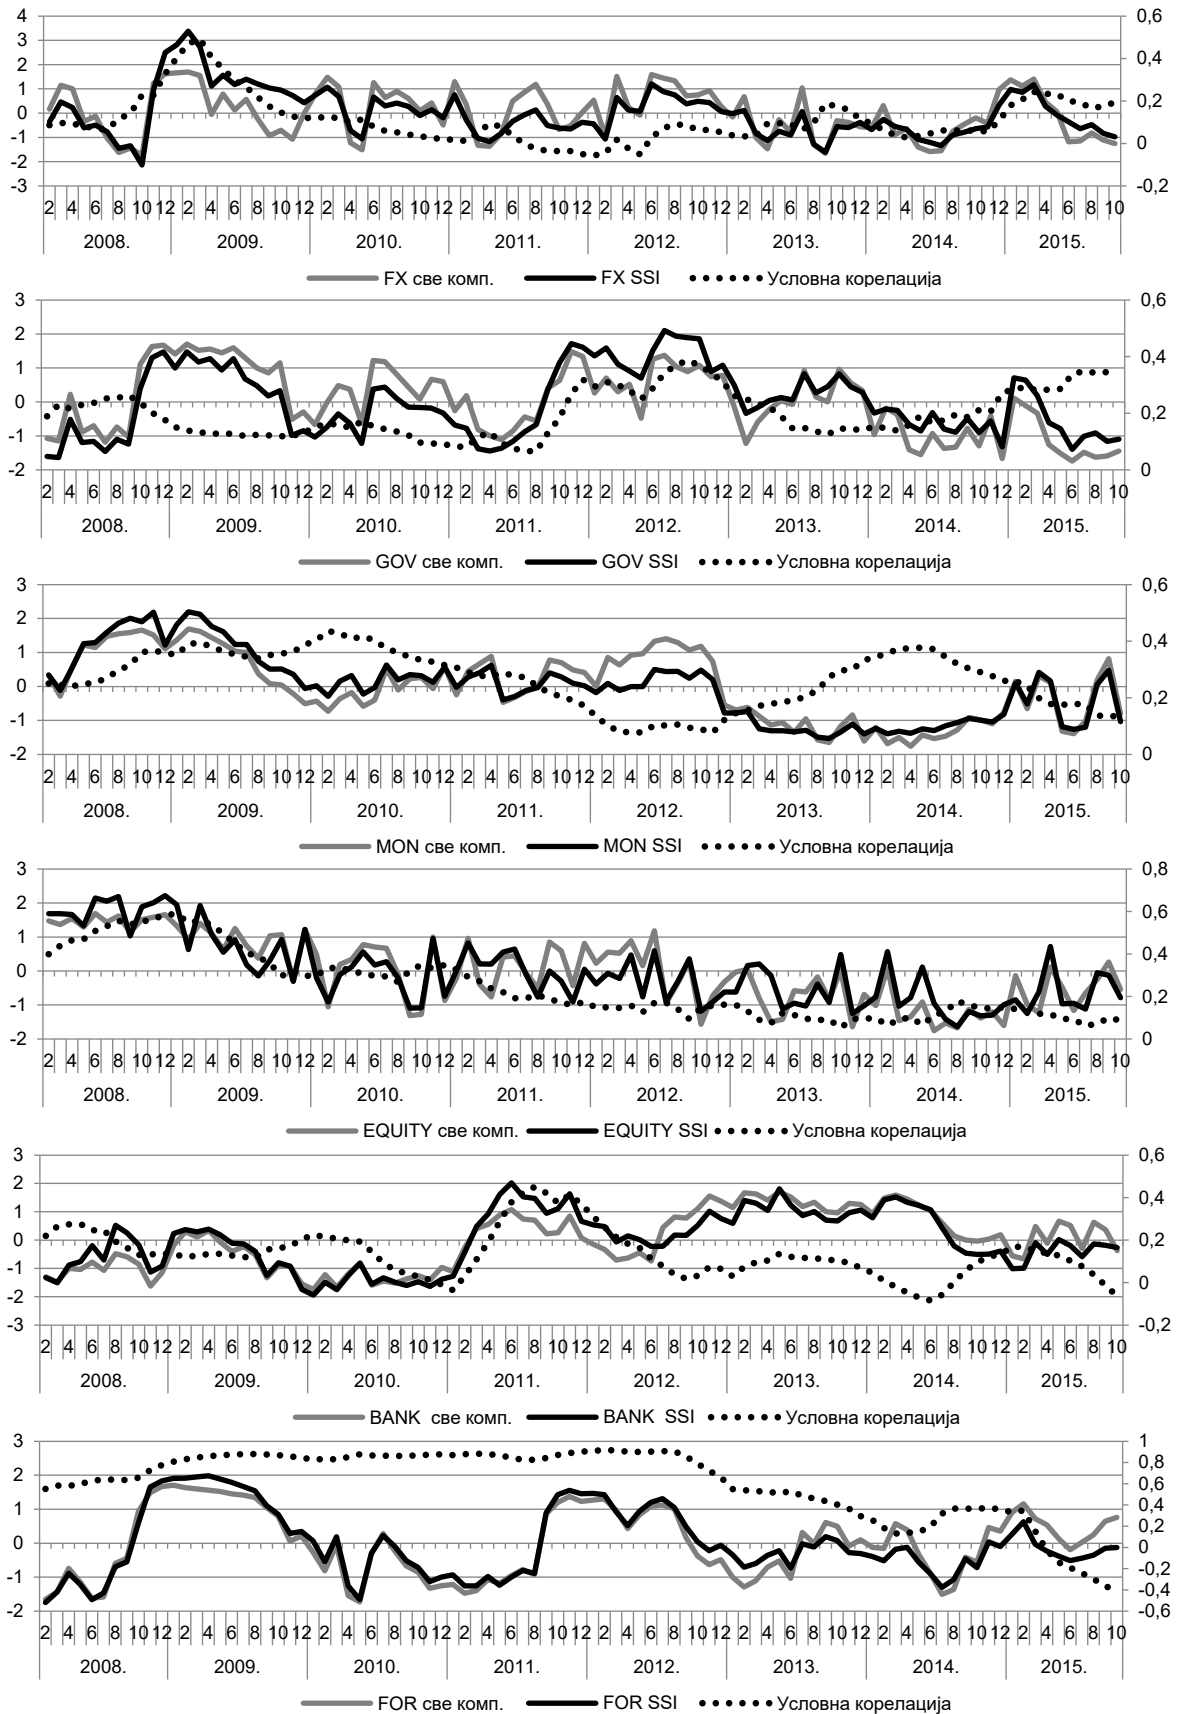 4 0,6
3
2 0,4
1
0 0,2
-1 0
-2
-3 -0,2
2 4 6 8 10 12 2 4 6 8 10 12 2 4 6 8 10 12 2 4 6 8 10 12 2 4 6 8 10 12 2 4 6 8 10 12 2 4 6 8 10 12 2 4 6 8 10
2008. 2009. 2010. 2011. 2012. 2013. 2014. 2015.
FX све комп. FX SSI Условна корелација
3 0,6
2
1 0,4
0
-1 0,2
-2 0
2 4 6 8 10 12 2 4 6 8 10 12 2 4 6 8 10 12 2 4 6 8 10 12 2 4 6 8 10 12 2 4 6 8 10 12 2 4 6 8 10 12 2 4 6 8 10
2008. 2009. 2010. 2011. 2012. 2013. 2014. 2015.
GOV све комп. GOV SSI Условна корелација
3 0,6
2
1 0,4
0
-1 0,2
-2 0
2 4 6 8 10 12 2 4 6 8 10 12 2 4 6 8 10 12 2 4 6 8 10 12 2 4 6 8 10 12 2 4 6 8 10 12 2 4 6 8 10 12 2 4 6 8 10
2008. 2009. 2010. 2011. 2012. 2013. 2014. 2015.
MON све комп. MON SSI Условна корелација
3 0,8
2 0,6
1 0,4
0
-1 0,2
-2 0
2 4 6 8 10 12 2 4 6 8 10 12 2 4 6 8 10 12 2 4 6 8 10 12 2 4 6 8 10 12 2 4 6 8 10 12 2 4 6 8 10 12 2 4 6 8 10
2008. 2009. 2010. 2011. 2012. 2013. 2014. 2015.
EQUITY све комп. EQUITY SSI Условна корелација
3 0,6
2 0,4
1
0 0,2
-1 0
-2
-3 -0,2
2 4 6 8 10 12 2 4 6 8 10 12 2 4 6 8 10 12 2 4 6 8 10 12 2 4 6 8 10 12 2 4 6 8 10 12 2 4 6 8 10 12 2 4 6 8 10
2008. 2009. 2010. 2011. 2012. 2013. 2014. 2015.
BANK све комп. BANK SSI Условна корелација
3 1
0,8
2 0,6
1 0,4
0,2
0 0
-0,2
-1 -0,4
-2 -0,6
2 4 6 8 10 12 2 4 6 8 10 12 2 4 6 8 10 12 2 4 6 8 10 12 2 4 6 8 10 12 2 4 6 8 10 12 2 4 6 8 10 12 2 4 6 8 10
2008. 2009. 2010. 2011. 2012. 2013. 2014. 2015.
FOR све комп. FOR SSI Условна корелација